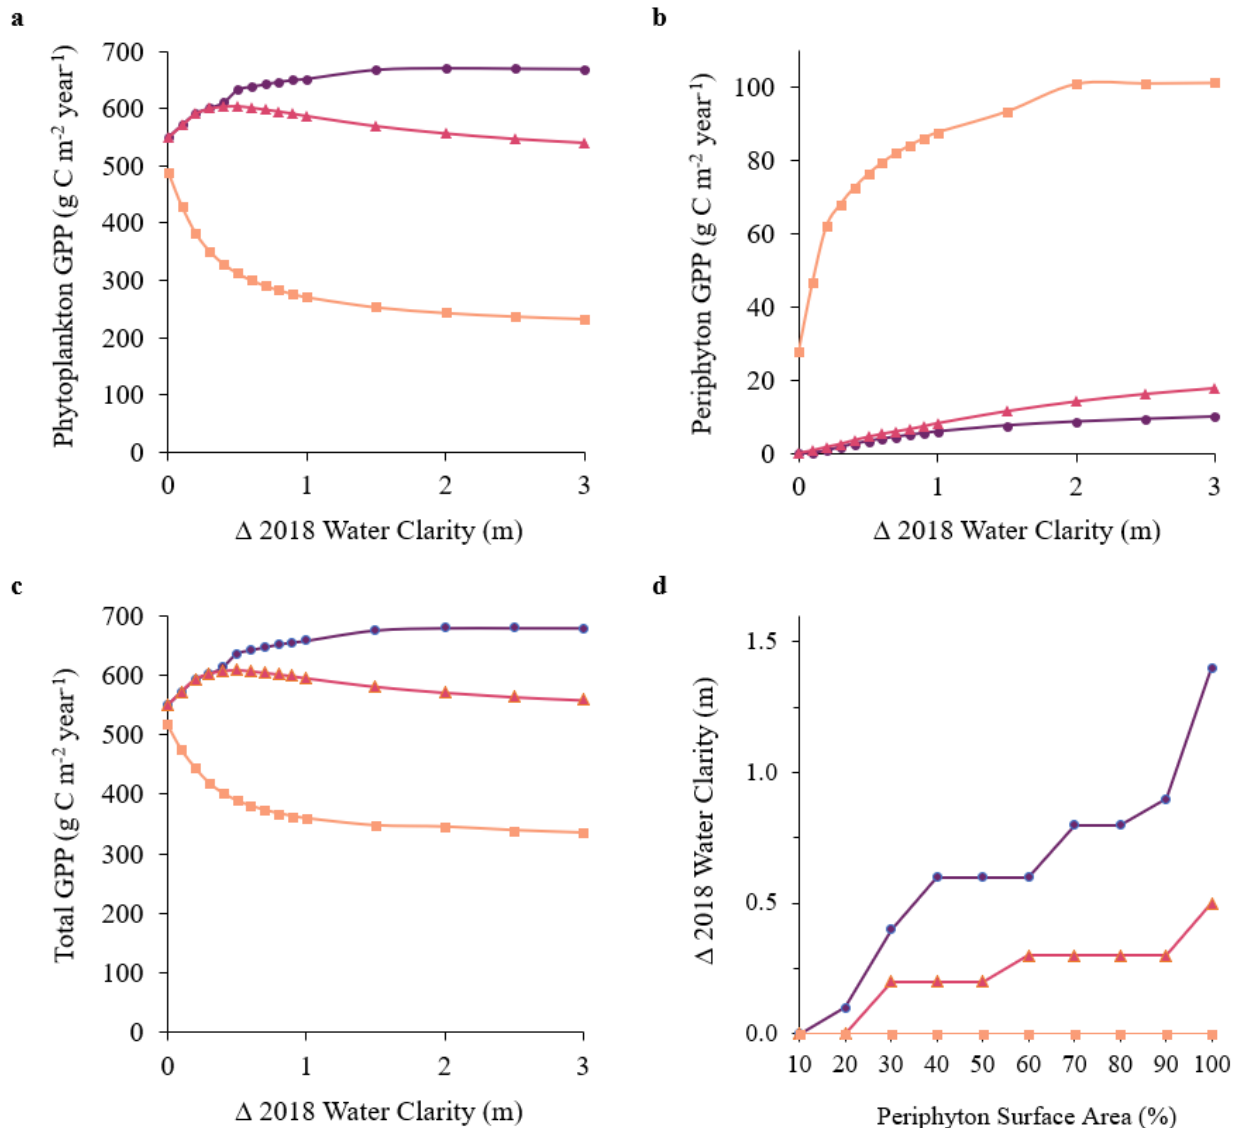 a
700
600
500
400
300
200
100
0
0 1 2 3
Phytoplankton GPP (g C m⁻² year⁻¹)
Δ 2018 Water Clarity (m)
b
100
80
60
40
20
0
0 1 2 3
Periphyton GPP (g C m⁻² year⁻¹)
Δ 2018 Water Clarity (m)
c
700
600
500
400
300
200
100
0
0 1 2 3
Total GPP (g C m⁻² year⁻¹)
Δ 2018 Water Clarity (m)
d
1.5
1.0
0.5
0.0
10 20 30 40 50 60 70 80 90 100
Δ 2018 Water Clarity (m)
Periphyton Surface Area (%)